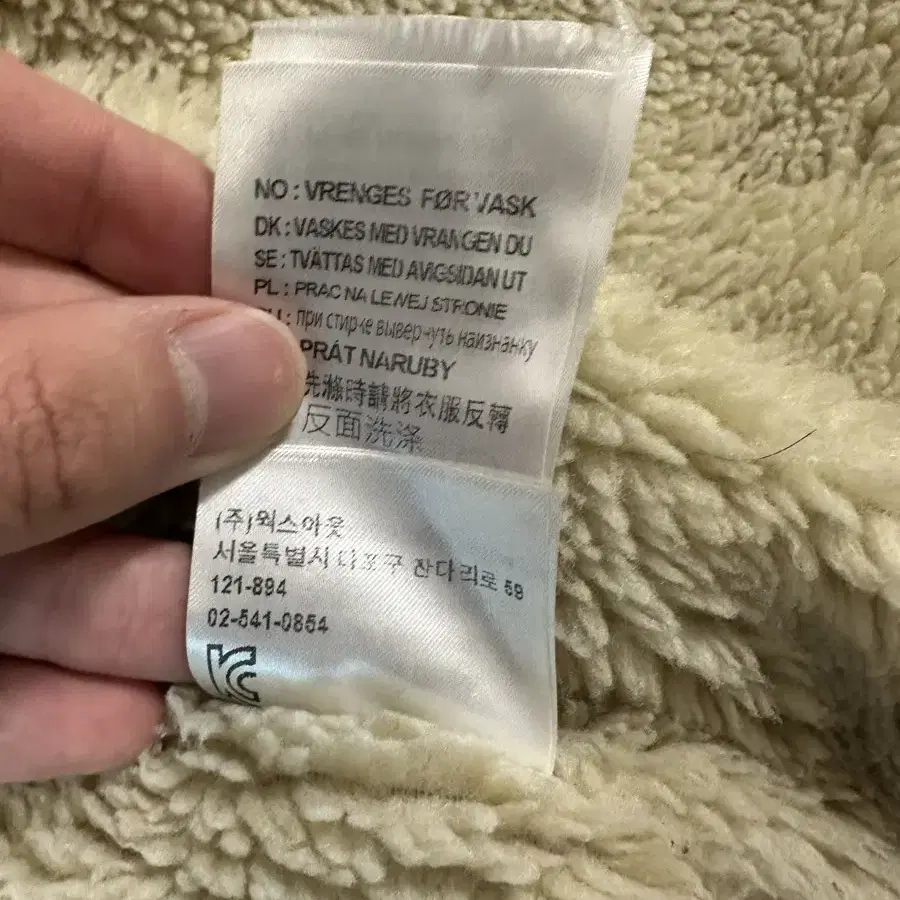 NO : VRENGES FØR VASK
DK : VASKES MED VRANGEN DU
SE : TVÄTTAS MED AVIGSIDAN UT
PL : PRAC NA LEWEJ STRONIE
: при стирке вывернуть наизнанку
PRÁT NARUBY
洗滌時請將衣服反轉
反面洗涤
(주)웍스아웃
서울특별시 마포구 잔다리로 59
121-894
02-541-0854